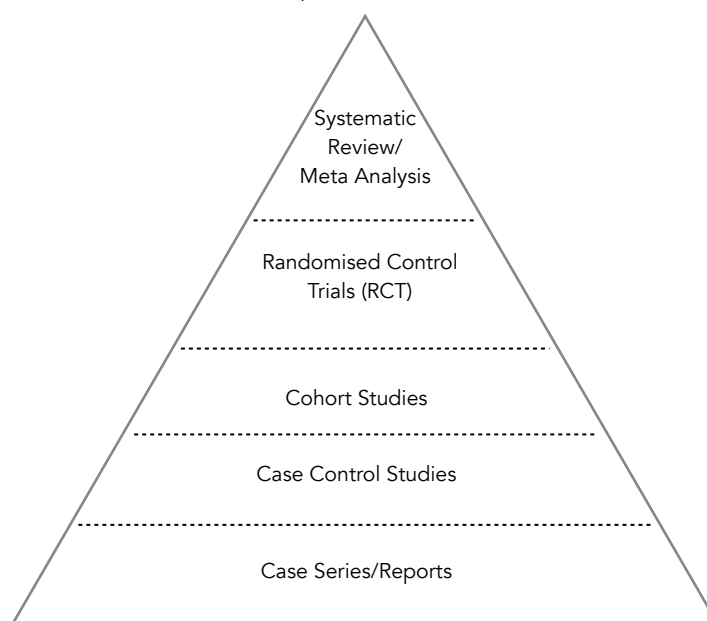 Systematic
Review/
Meta Analysis
Randomised Control
Trials (RCT)
Cohort Studies
Case Control Studies
Case Series/Reports